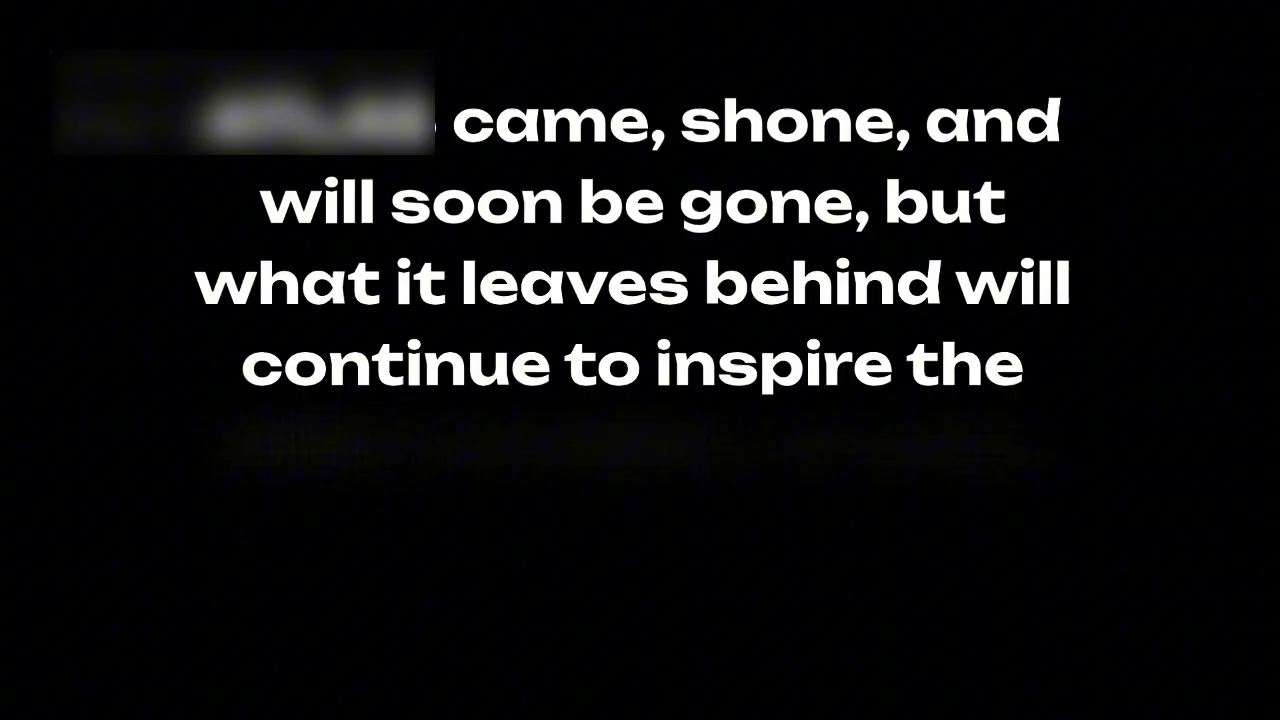 came, shone, and
will soon be gone, but
what it leaves behind will
continue to inspire the